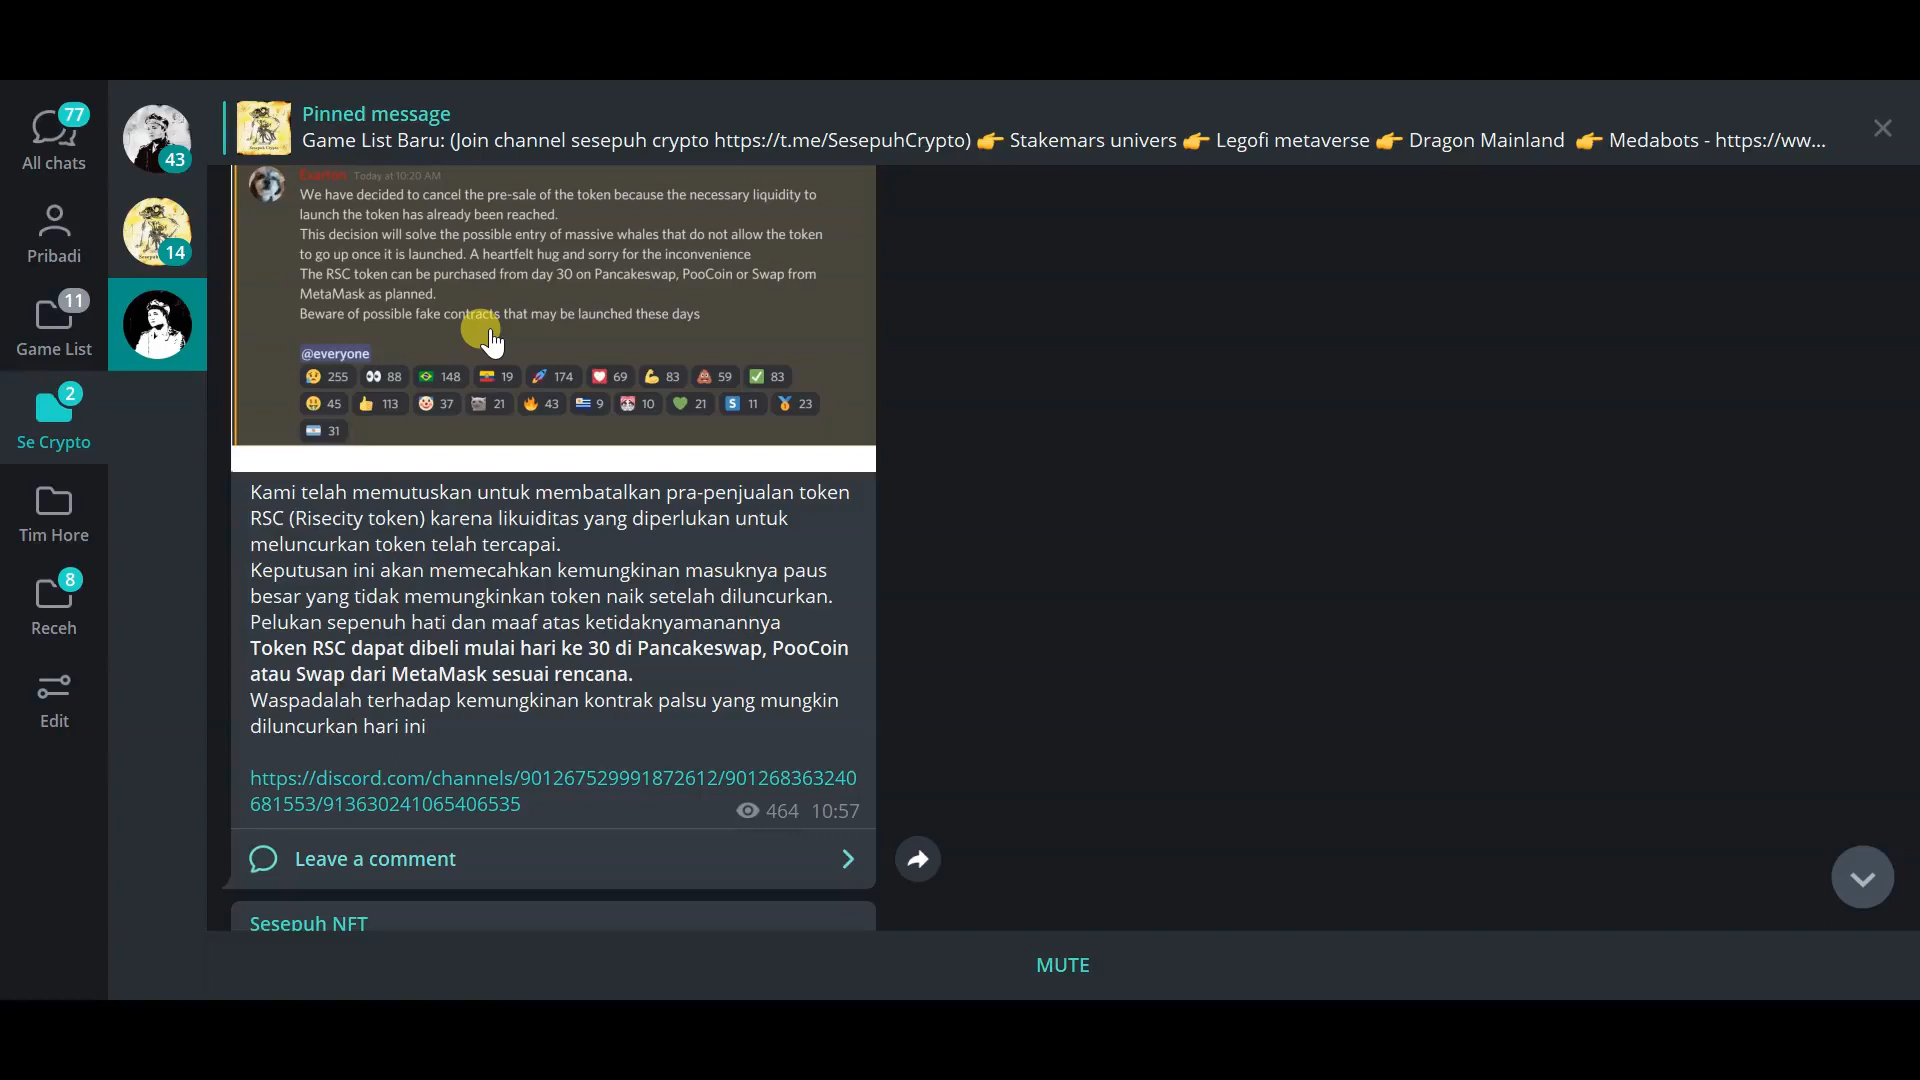 77
All chats
Pribadi
11
Game List
2
Se Crypto
Tim Hore
8
Receh
Edit
43
14
Pinned message
Game List Baru: (Join channel sesepuh crypto https://t.me/SesepuhCrypto) 👉 Stakemars univers 👉 Legofi metaverse 👉 Dragon Mainland 👉 Medabots - https://ww...
Everton Today at 10:20 AM
We have decided to cancel the pre-sale of the token because the necessary liquidity to
launch the token has already been reached.
This decision will solve the possible entry of massive whales that do not allow the token
to go up once it is launched. A heartfelt hug and sorry for the inconvenience
The RSC token can be purchased from day 30 on Pancakeswap, PooCoin or Swap from
MetaMask as planned.
Beware of possible fake contracts that may be launched these days
@everyone
255 88 148 19 174 69 83 59 83
45 113 37 21 43 9 10 21 S 11 23
31
Kami telah memutuskan untuk membatalkan pra-penjualan token
RSC (Risecity token) karena likuiditas yang diperlukan untuk
meluncurkan token telah tercapai.
Keputusan ini akan memecahkan kemungkinan masuknya paus
besar yang tidak memungkinkan token naik setelah diluncurkan.
Pelukan sepenuh hati dan maaf atas ketidaknyamanannya
Token RSC dapat dibeli mulai hari ke 30 di Pancakeswap, PooCoin
atau Swap dari MetaMask sesuai rencana.
Waspadalah terhadap kemungkinan kontrak palsu yang mungkin
diluncurkan hari ini
https://discord.com/channels/901267529991872612/901268363240
681553/913630241065406535
464 10:57
Leave a comment
Sesepuh NFT
MUTE